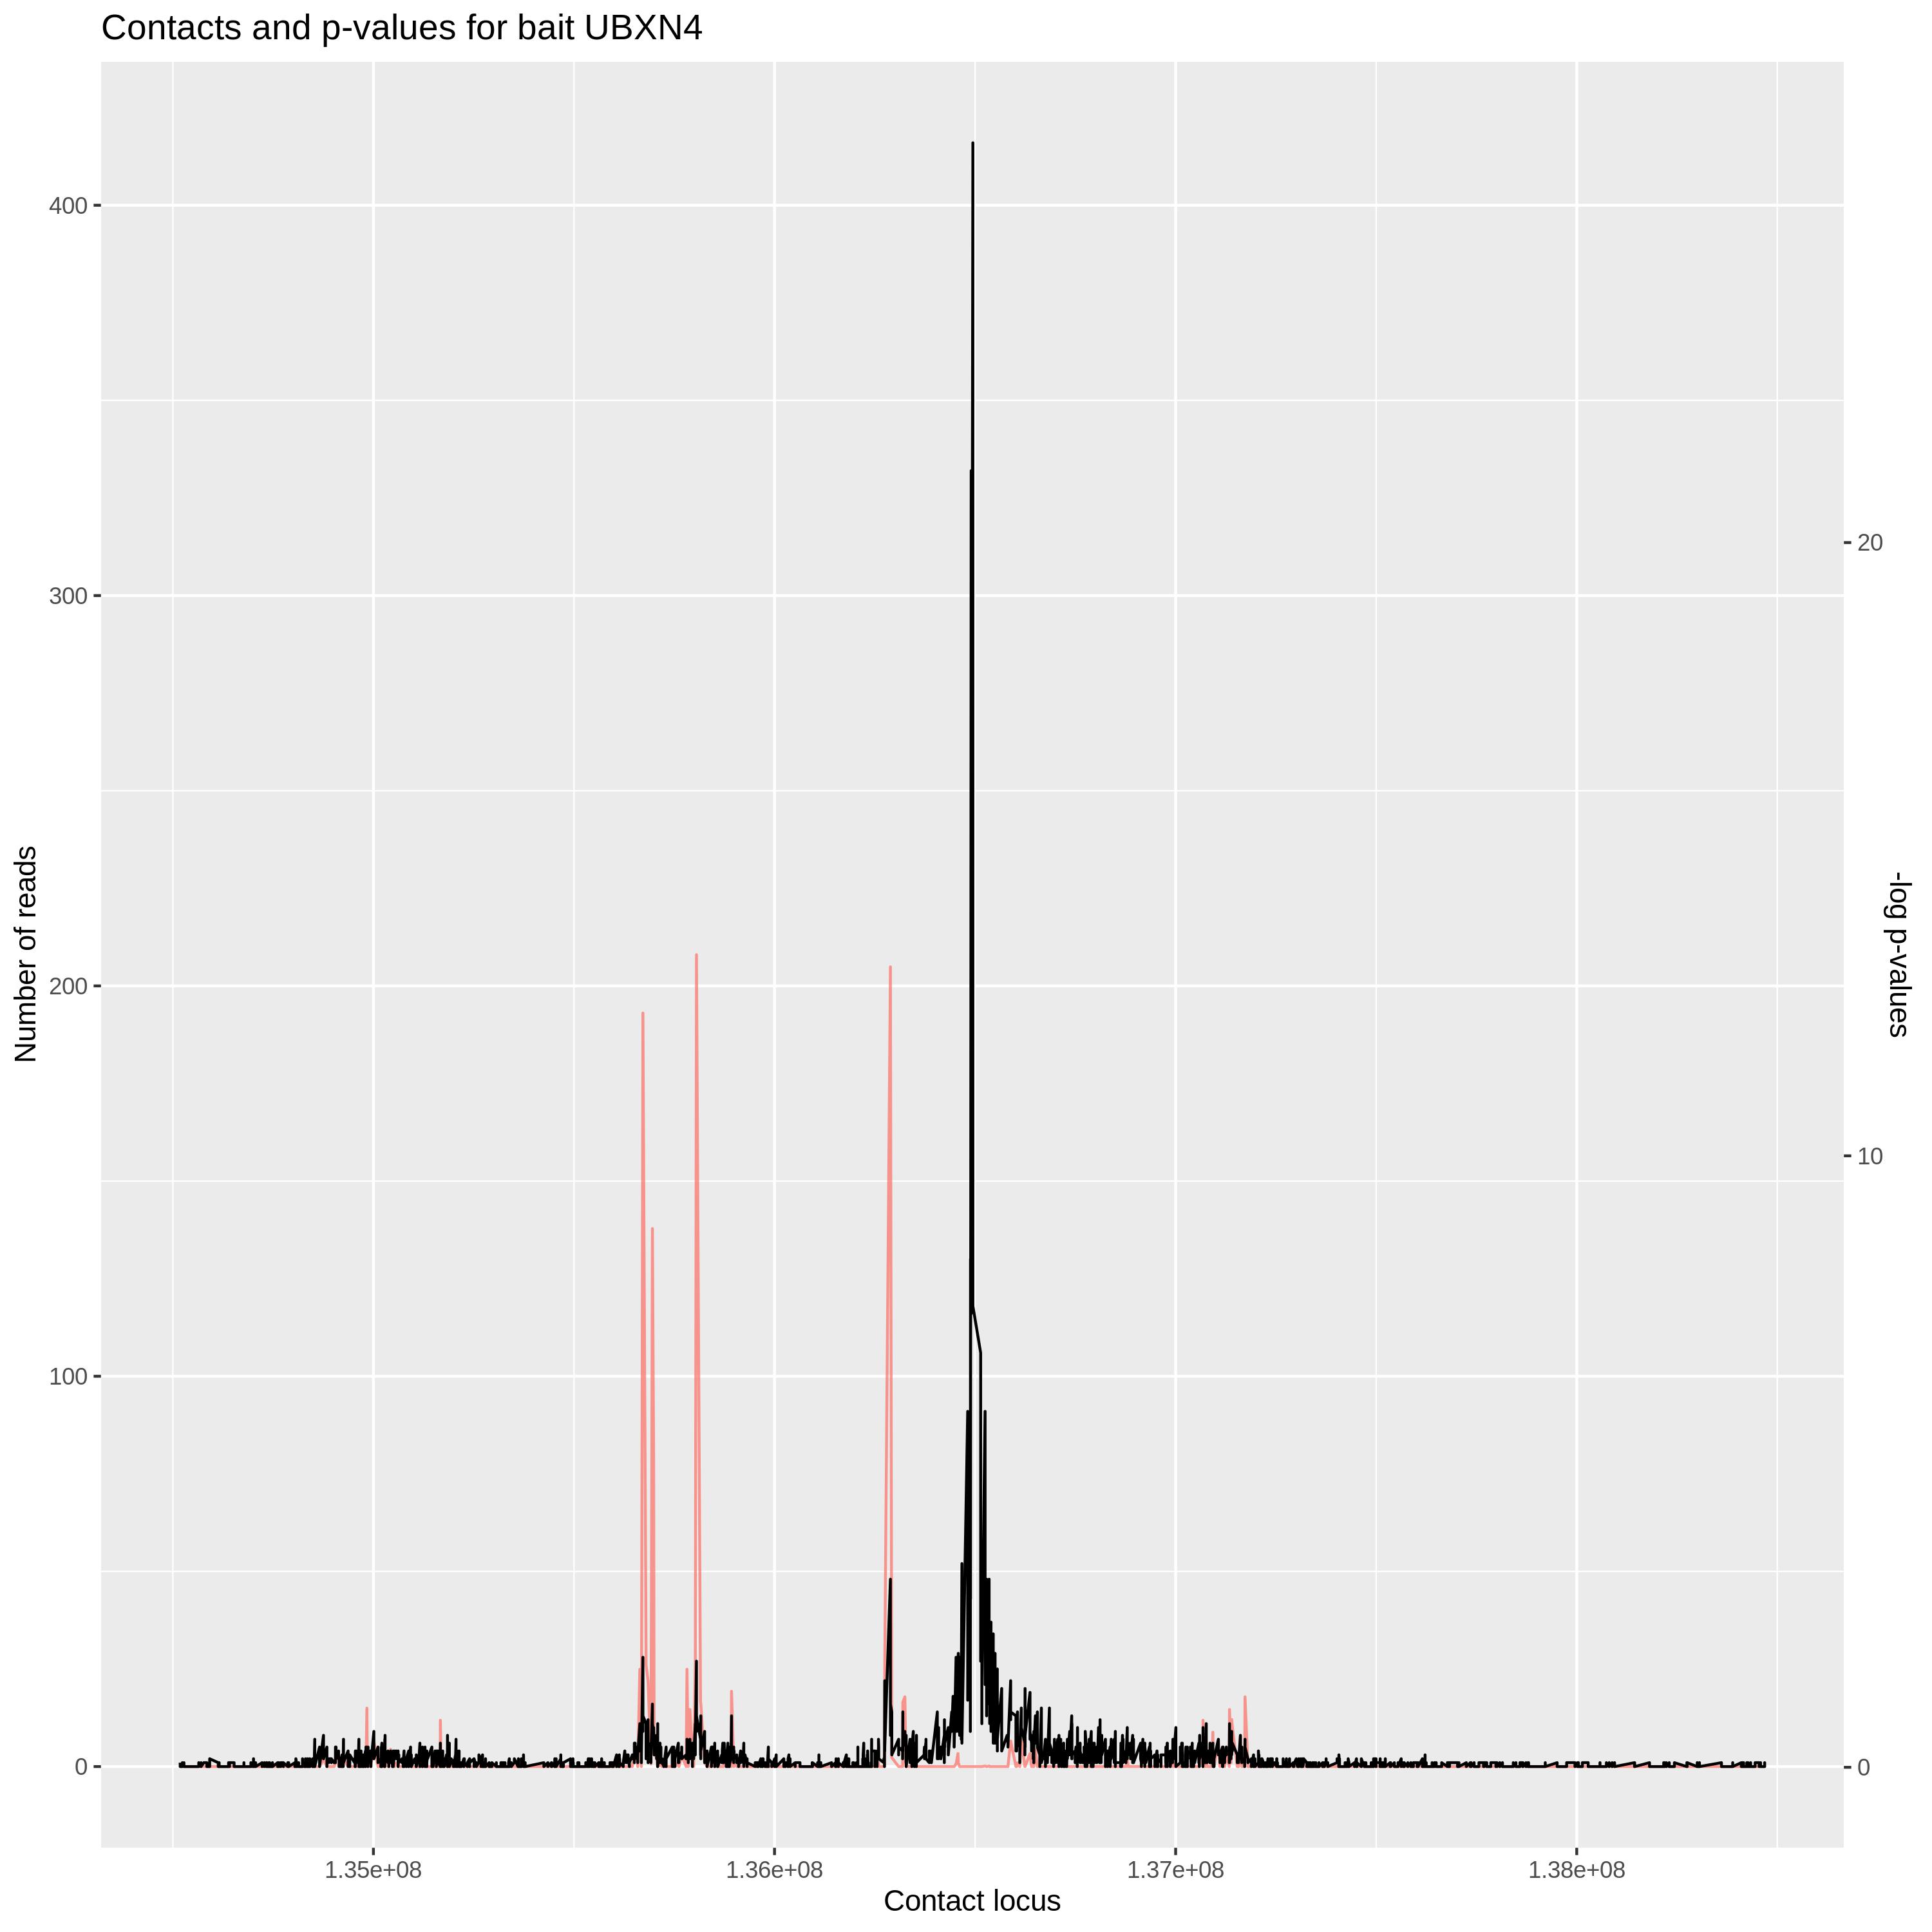 Contacts and p-values for bait UBXN4
400
300
200
100
0
Number of reads
20
10
0
-log p-values
1.35e+08
1.36e+08
1.37e+08
1.38e+08
Contact locus